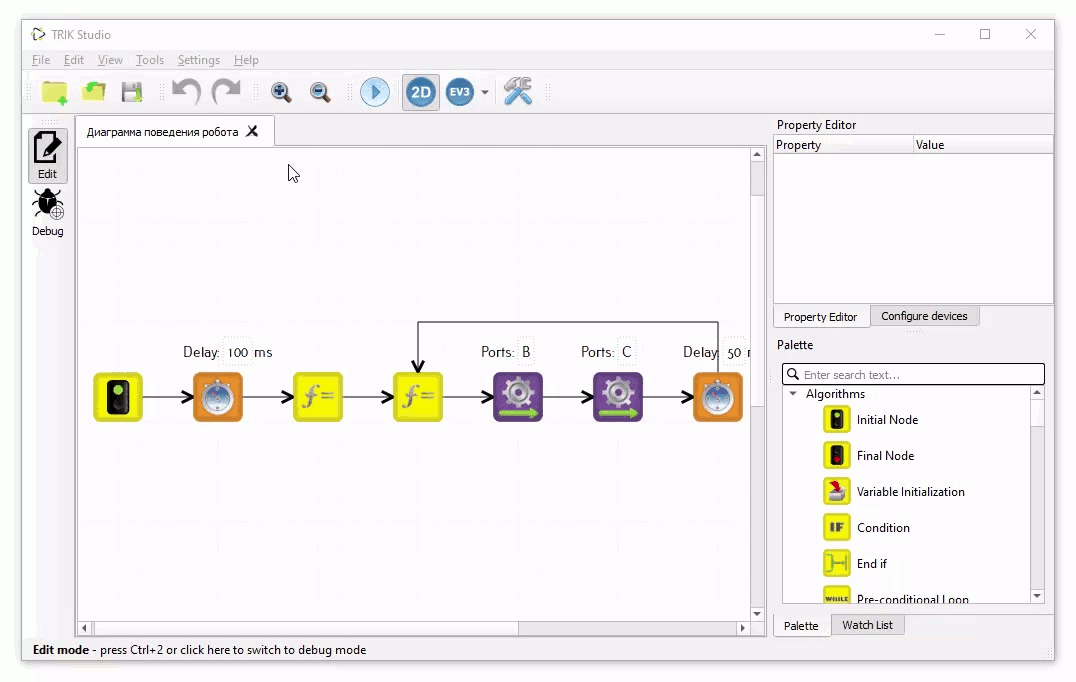 TRIK Studio
File Edit View Tools Settings Help
2D EV3
Диаграмма поведения робота
Edit
Debug
Delay: 100 ms
Ports: B
Ports: C
Delay: 50
f=
f=
Property Editor
Property Value
Property Editor Configure devices
Palette
Enter search text...
Algorithms
Initial Node
Final Node
Variable Initialization
IF Condition
End if
WHILE Pre-conditional Loop
Palette Watch List
Edit mode - press Ctrl+2 or click here to switch to debug mode